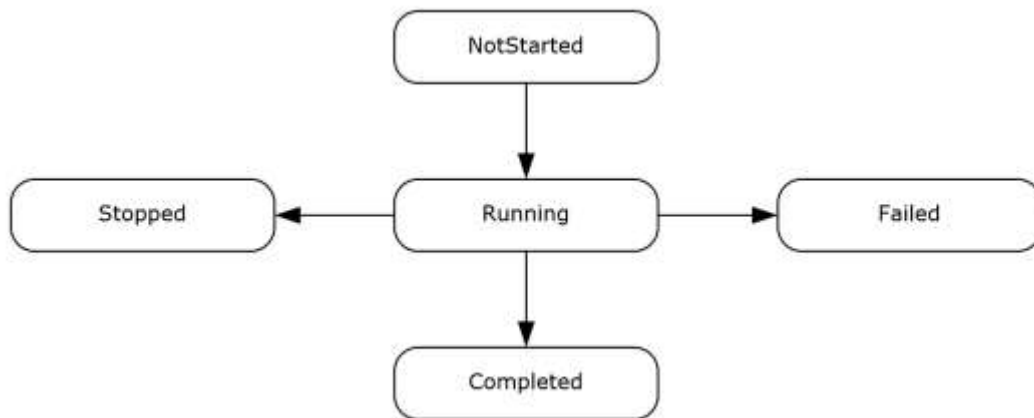 NotStarted
Stopped
Running
Failed
Completed